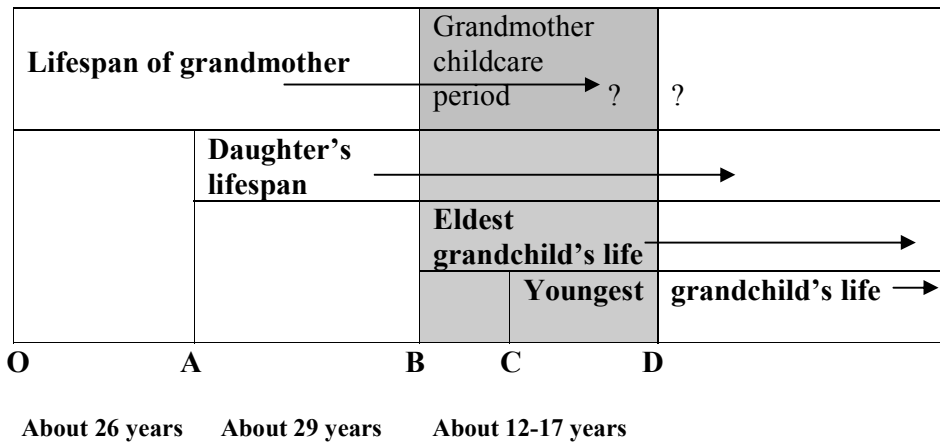 Grandmother
Lifespan of grandmother childcare
period ? ?
Daughter’s
lifespan
Eldest
grandchild’s life
Youngest grandchild’s life
O A B C D
About 26 years About 29 years About 12-17 years